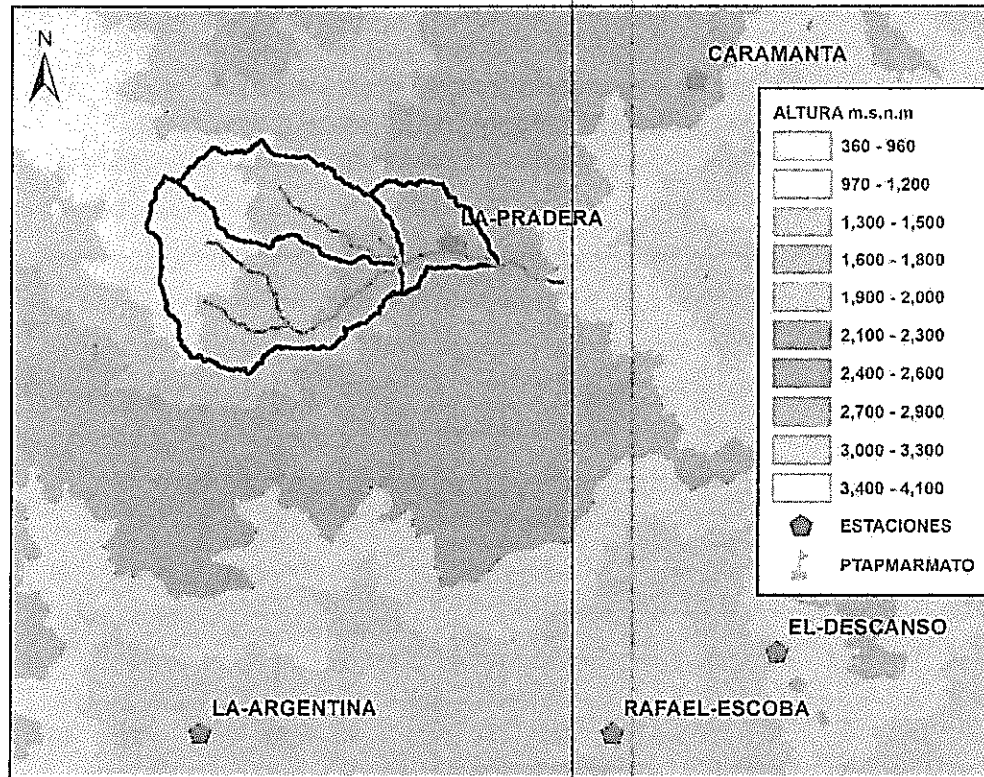 N
CARAMANTA
ALTURA m.s.n.m
360 - 960
970 - 1,200
1,300 - 1,500
1,600 - 1,800
1,900 - 2,000
2,100 - 2,300
2,400 - 2,600
2,700 - 2,900
3,000 - 3,300
3,400 - 4,100
ESTACIONES
PTAPMARMATO
LA-PRADERA
EL-DESCANSO
LA-ARGENTINA
RAFAEL-ESCOBA